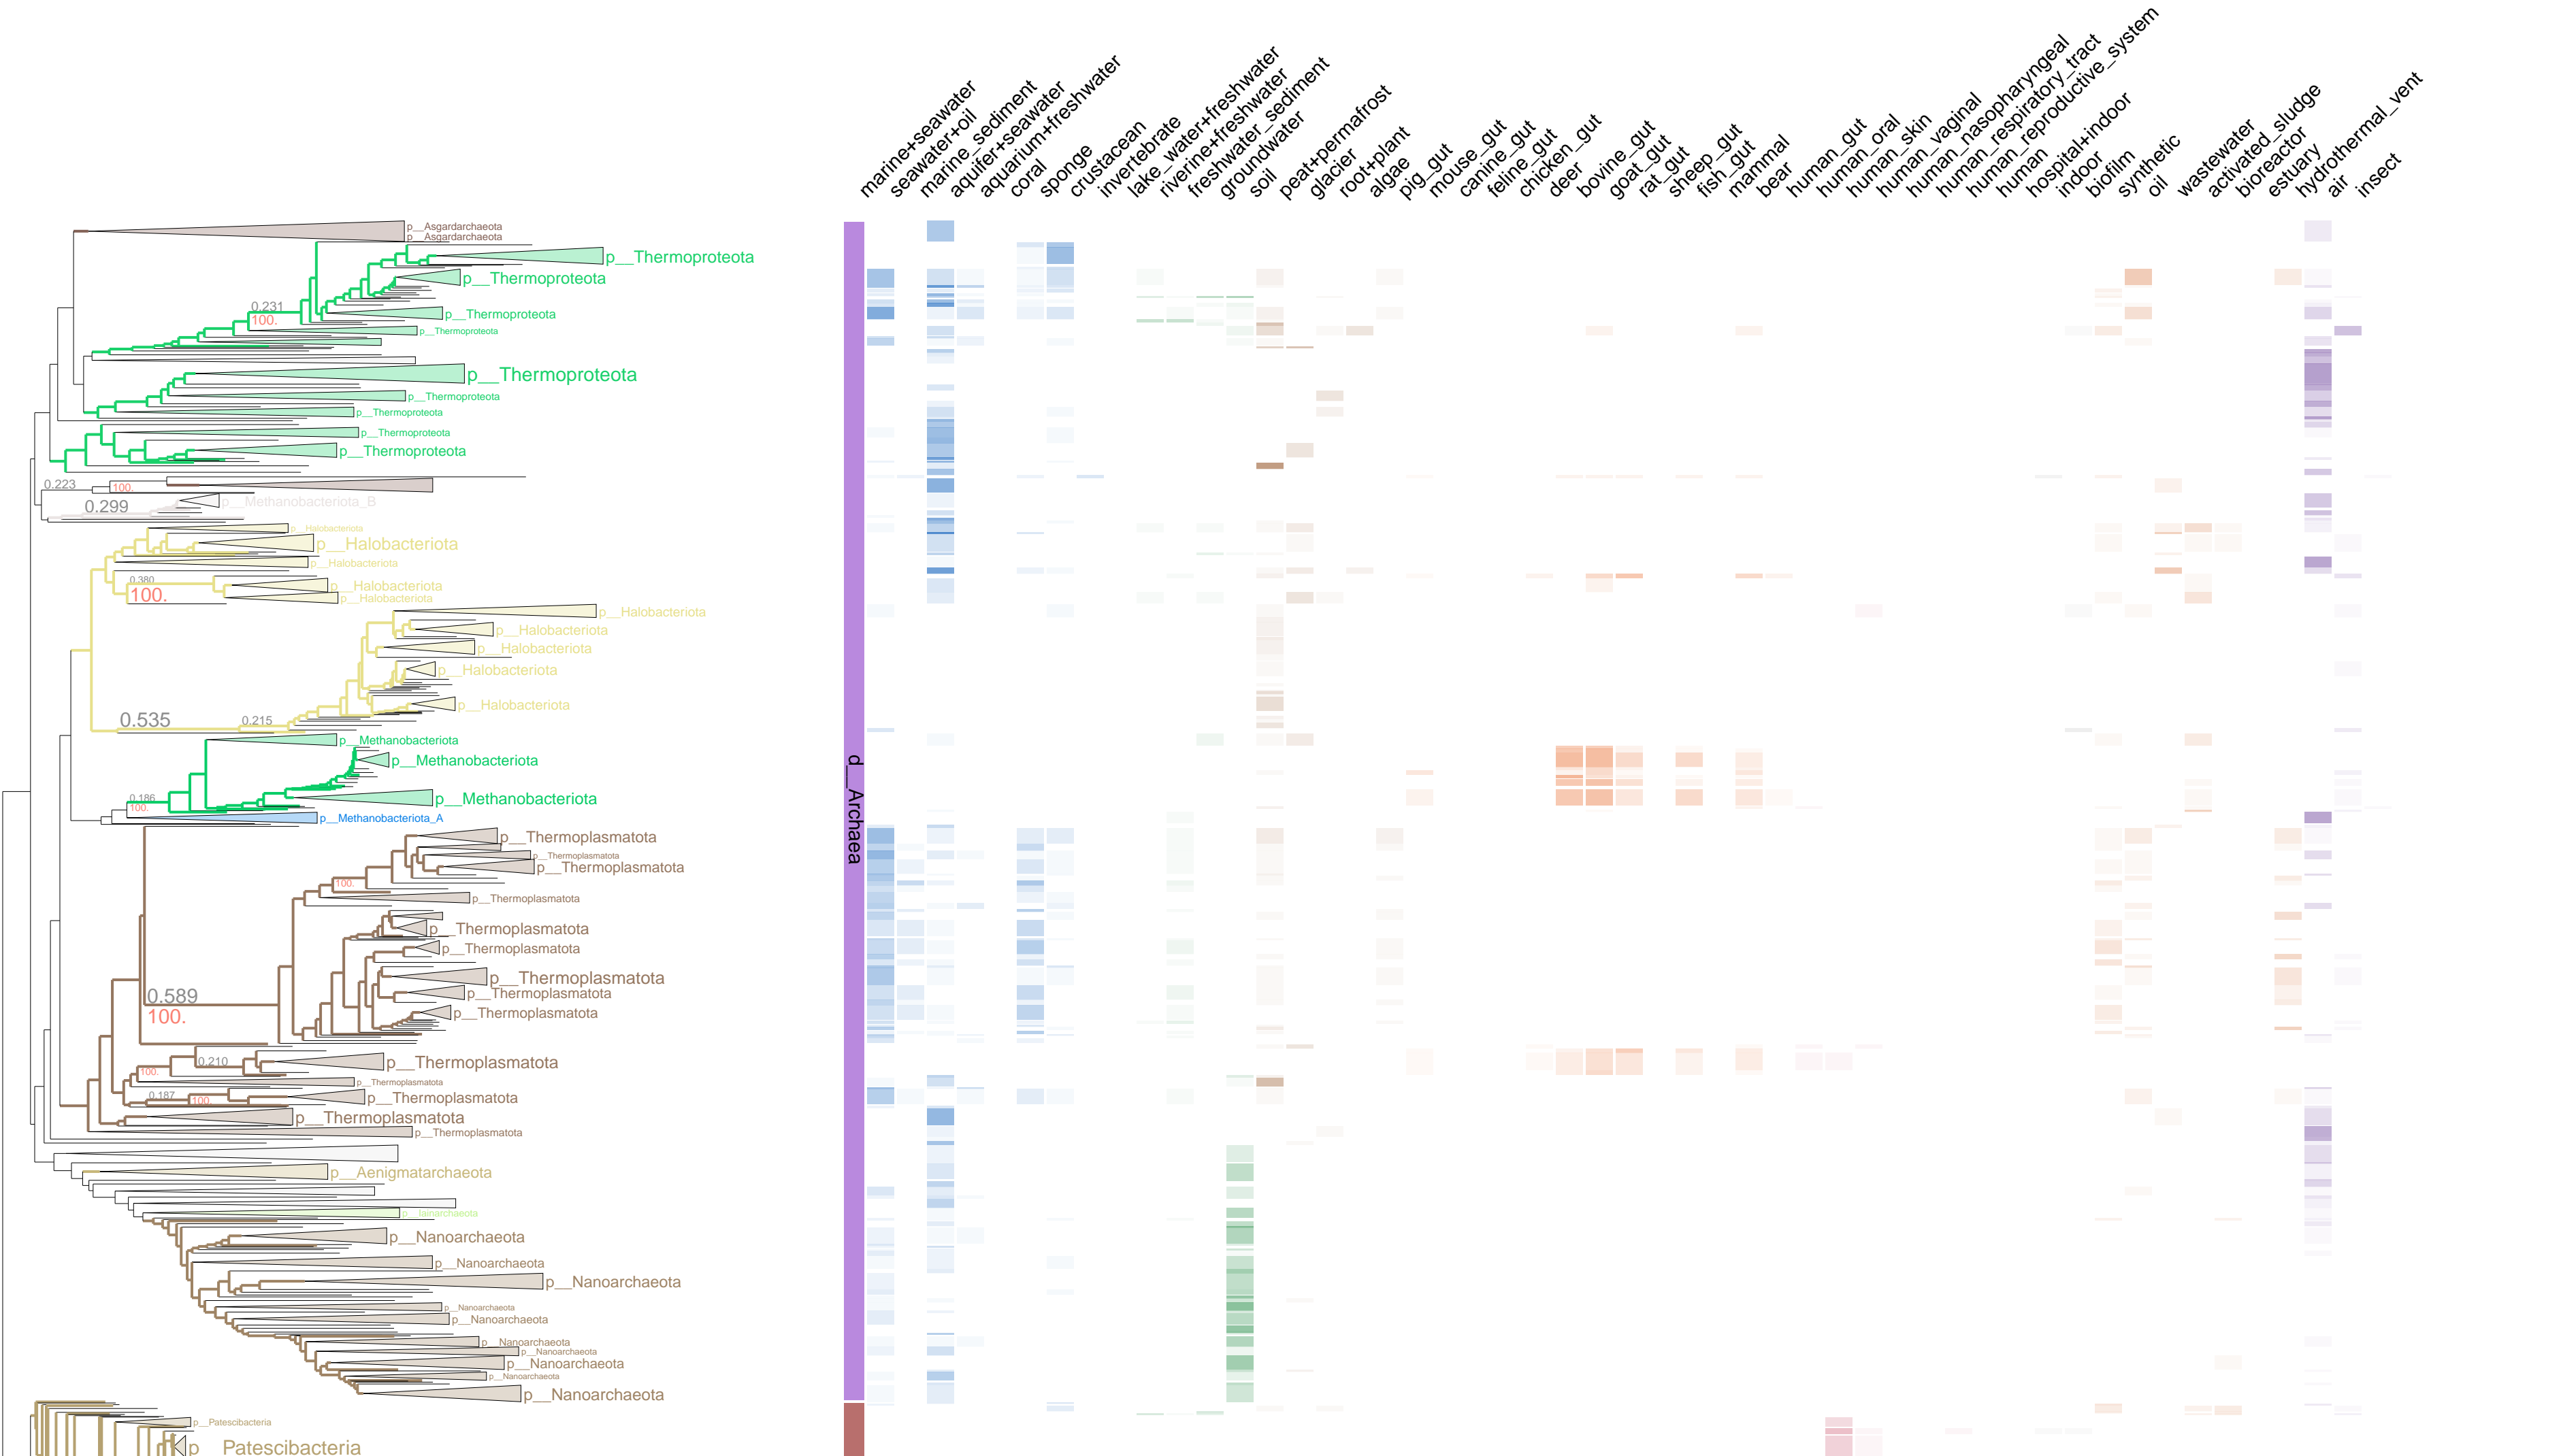 marine+seawater
seawater+oil
marine_sediment
aquifer+seawater
aquarium+freshwater
coral
sponge
crustacean
invertebrate
lake_water+freshwater
riverine+freshwater
freshwater_sediment
groundwater
soil
peat+permafrost
glacier
root+plant
algae
pig_gut
mouse_gut
canine_gut
feline_gut
chicken_gut
deer
bovine_gut
goat_gut
rat_gut
sheep_gut
fish_gut
mammal
bear
human_gut
human_oral
human_skin
human_vaginal
human_nasopharyngeal
human_respiratory_tract
human_reproductive_system
human
hospital+indoor
indoor
biofilm
synthetic
oil
wastewater
activated_sludge
bioreactor
estuary
hydrothermal_vent
air
insect
p__Asgardarchaeota
p__Asgardarchaeota
p__Thermoproteota
p__Thermoproteota
0.231
100.
p__Thermoproteota
p__Thermoproteota
p__Thermoproteota
p__Thermoproteota
p__Thermoproteota
p__Thermoproteota
p__Thermoproteota
0.223
100.
0.299
p__Methanobacteriota_B
p__Halobacteriota
p__Halobacteriota
p__Halobacteriota
0.380
100.
p__Halobacteriota
p__Halobacteriota
p__Halobacteriota
p__Halobacteriota
p__Halobacteriota
p__Halobacteriota
p__Halobacteriota
0.535
0.215
p__Methanobacteriota
p__Methanobacteriota
0.186
100.
p__Methanobacteriota
p__Methanobacteriota_A
d__Archaea
p__Thermoplasmatota
p__Thermoplasmatota
p__Thermoplasmatota
100.
p__Thermoplasmatota
p__Thermoplasmatota
p__Thermoplasmatota
p__Thermoplasmatota
p__Thermoplasmatota
0.589
100.
p__Thermoplasmatota
0.210
p__Thermoplasmatota
100.
p__Thermoplasmatota
0.187
100.
p__Thermoplasmatota
p__Thermoplasmatota
p__Thermoplasmatota
p__Aenigmatarchaeota
p__Iainarchaeota
p__Nanoarchaeota
p__Nanoarchaeota
p__Nanoarchaeota
p__Nanoarchaeota
p__Nanoarchaeota
p__Nanoarchaeota
p__Nanoarchaeota
p__Nanoarchaeota
p__Nanoarchaeota
p__Nanoarchaeota
p__Patescibacteria
p__Patescibacteria